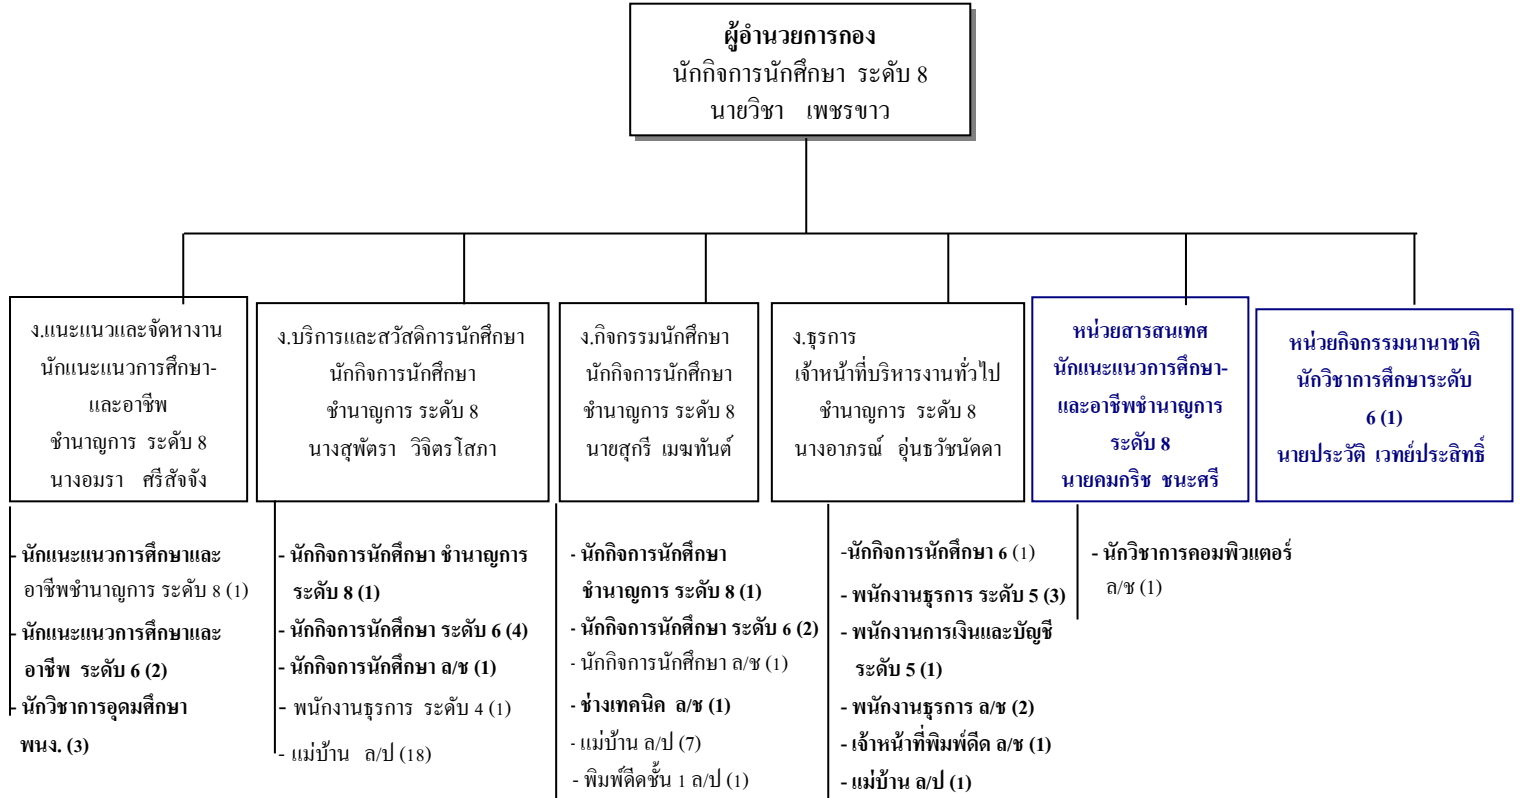 ผู้อำนวยการกอง
นักกิจการนักศึกษา ระดับ 8
นายวิชา เพชรขาว
ง.แนะแนวและจัดหางาน
นักแนะแนวการศึกษา-
และอาชีพ
ชำนาญการ ระดับ 8
นางอมรา ศรีสัจจัง
ง.บริการและสวัสดิการนักศึกษา
นักกิจการนักศึกษา
ชำนาญการ ระดับ 8
นางสุพัตรา วิจิตรโสภา
ง.กิจกรรมนักศึกษา
นักกิจการนักศึกษา
ชำนาญการ ระดับ 8
นายสุกรี เมฆทันต์
ง.ธุรการ
เจ้าหน้าที่บริหารงานทั่วไป
ชำนาญการ ระดับ 8
นางอาภรณ์ อุ่นธวัชนัดดา
หน่วยสารสนเทศ
นักแนะแนวการศึกษา-
และอาชีพชำนาญการ
ระดับ 8
นายคมกริช ชนะศรี
หน่วยกิจกรรมนานาชาติ
นักวิชาการศึกษาระดับ
6 (1)
นายประวัติ เวทย์ประสิทธิ์
- นักแนะแนวการศึกษาและ
อาชีพชำนาญการ ระดับ 8 (1)
- นักแนะแนวการศึกษาและ
อาชีพ ระดับ 6 (2)
- นักวิชาการอุดมศึกษา
พนง. (3)
- นักกิจการนักศึกษา ชำนาญการ
ระดับ 8 (1)
- นักกิจการนักศึกษา ระดับ 6 (4)
- นักกิจการนักศึกษา ล/ช (1)
- พนักงานธุรการ ระดับ 4 (1)
- แม่บ้าน ล/ป (18)
- นักกิจการนักศึกษา
ชำนาญการ ระดับ 8 (1)
- นักกิจการนักศึกษา ระดับ 6 (2)
- นักกิจการนักศึกษา ล/ช (1)
- ช่างเทคนิค ล/ช (1)
- แม่บ้าน ล/ป (7)
- พิมพ์ดีดชั้น 1 ล/ป (1)
-นักกิจการนักศึกษา 6 (1)
- พนักงานธุรการ ระดับ 5 (3)
- พนักงานการเงินและบัญชี
ระดับ 5 (1)
- พนักงานธุรการ ล/ช (2)
- เจ้าหน้าที่พิมพ์ดีด ล/ช (1)
- แม่บ้าน ล/ป (1)
- นักวิชาการคอมพิวแตอร์
ล/ช (1)